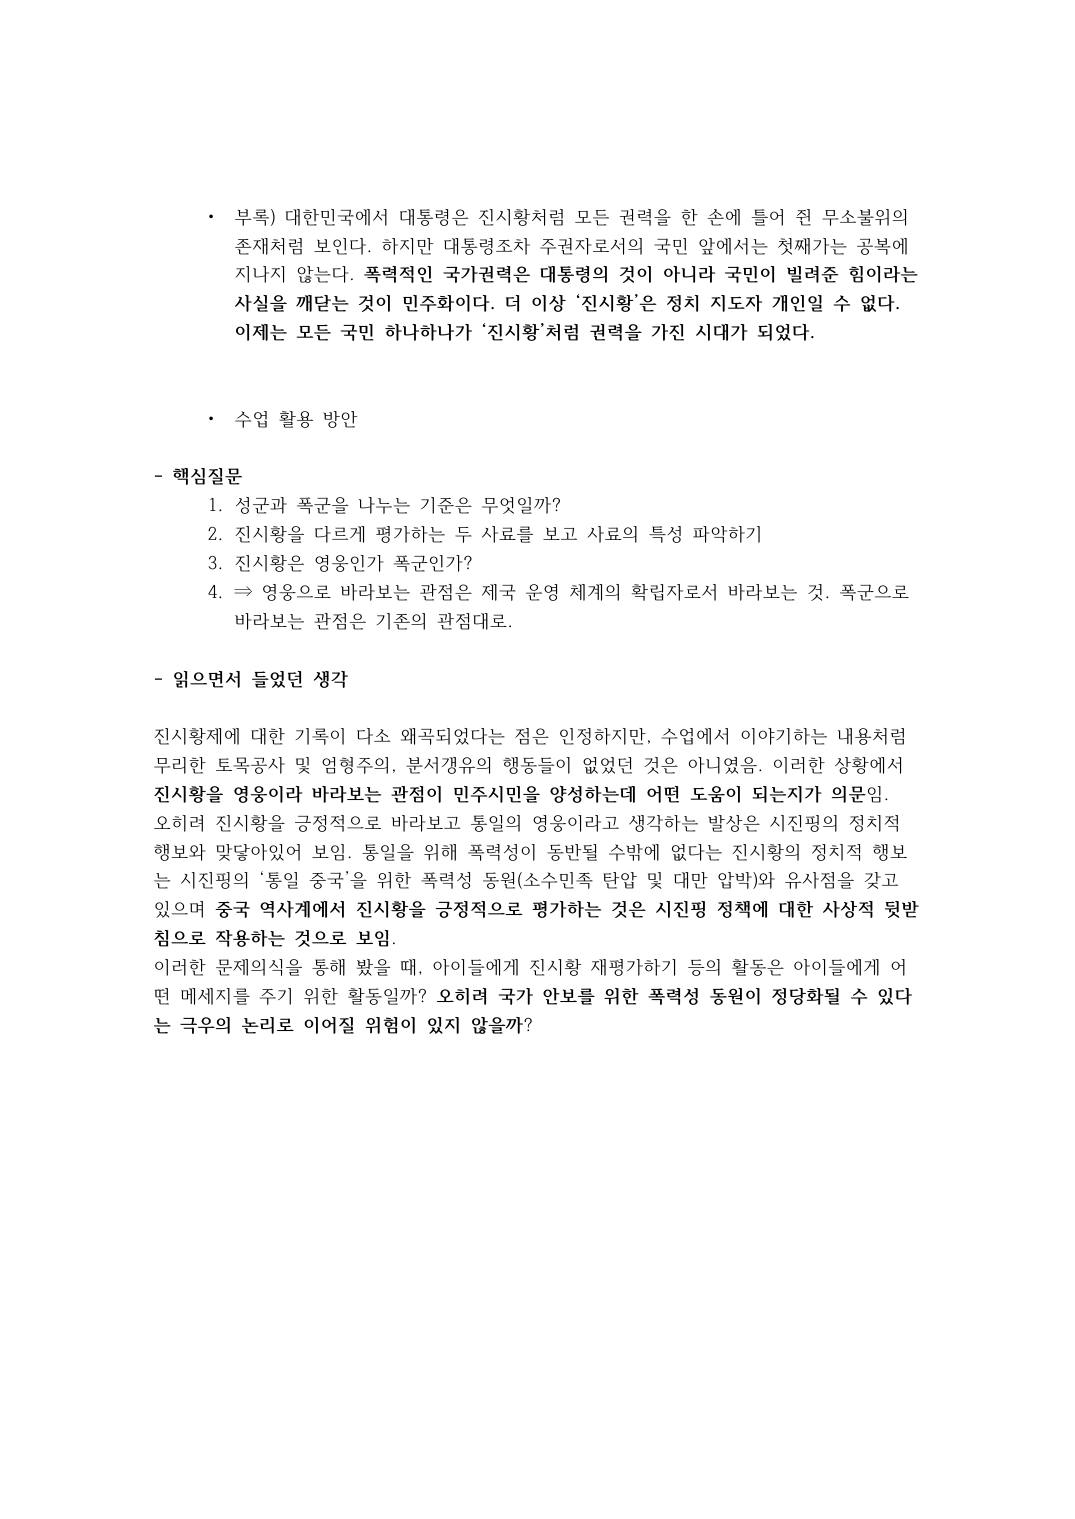 • 부록) 대한민국에서 대통령은 진시황처럼 모든 권력을 한 손에 틀어 쥔 무소불위의
존재처럼 보인다. 하지만 대통령조차 주권자로서의 국민 앞에서는 첫째가는 공복에
지나지 않는다. 폭력적인 국가권력은 대통령의 것이 아니라 국민이 빌려준 힘이라는
사실을 깨닫는 것이 민주화이다. 더 이상 ‘진시황’은 정치 지도자 개인일 수 없다.
이제는 모든 국민 하나하나가 ‘진시황’처럼 권력을 가진 시대가 되었다.
• 수업 활용 방안
- 핵심질문
1. 성군과 폭군을 나누는 기준은 무엇일까?
2. 진시황을 다르게 평가하는 두 사료를 보고 사료의 특성 파악하기
3. 진시황은 영웅인가 폭군인가?
4. ⇒ 영웅으로 바라보는 관점은 제국 운영 체계의 확립자로서 바라보는 것. 폭군으로
바라보는 관점은 기존의 관점대로.
- 읽으면서 들었던 생각
진시황제에 대한 기록이 다소 왜곡되었다는 점은 인정하지만, 수업에서 이야기하는 내용처럼
무리한 토목공사 및 엄형주의, 분서갱유의 행동들이 없었던 것은 아니였음. 이러한 상황에서
진시황을 영웅이라 바라보는 관점이 민주시민을 양성하는데 어떤 도움이 되는지가 의문임.
오히려 진시황을 긍정적으로 바라보고 통일의 영웅이라고 생각하는 발상은 시진핑의 정치적
행보와 맞닿아있어 보임. 통일을 위해 폭력성이 동반될 수밖에 없다는 진시황의 정치적 행보
는 시진핑의 ‘통일 중국’을 위한 폭력성 동원(소수민족 탄압 및 대만 압박)와 유사점을 갖고
있으며 중국 역사계에서 진시황을 긍정적으로 평가하는 것은 시진핑 정책에 대한 사상적 뒷받
침으로 작용하는 것으로 보임.
이러한 문제의식을 통해 봤을 때, 아이들에게 진시황 재평가하기 등의 활동은 아이들에게 어
떤 메세지를 주기 위한 활동일까? 오히려 국가 안보를 위한 폭력성 동원이 정당화될 수 있다
는 극우의 논리로 이어질 위험이 있지 않을까?